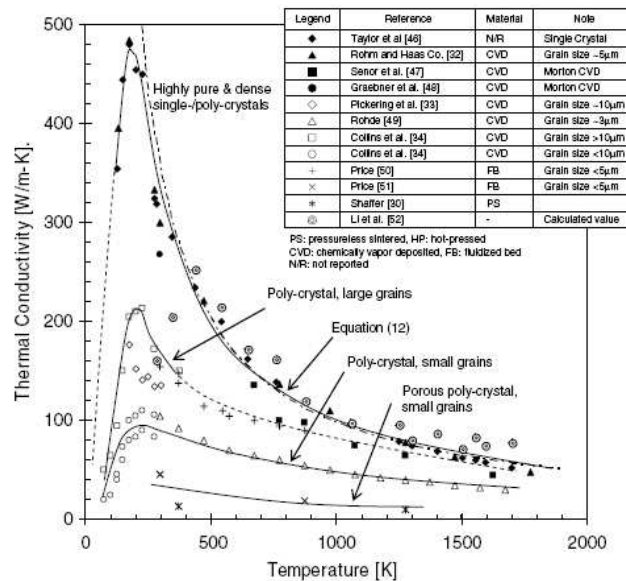 Legend Reference Material Note
Taylor et al [46] N/R Single Crystal
Rohm and Haas Co. [32] CVD Grain size ~5μm
Senor et al. [47] CVD Morton CVD
Graebner et al. [48] CVD Morton CVD
Pickering et al. [33] CVD Grain size ~10μm
Rohde [49] CVD Grain size ~3μm
Collins et al. [34] CVD Grain size >10μm
Collins et al. [34] CVD Grain size <10μm
Price [50] FB Grain size <5μm
Price [51] FB Grain size <5μm
Shaffer [30] PS
Li et al. [52] - Calculated value
PS: pressureless sintered, HP: hot-pressed
CVD: chemically vapor deposited, FB: fluidized bed
N/R: not reported
Highly pure & dense
single-/poly-crystals
Poly-crystal, large grains
Equation (12)
Poly-crystal, small grains
Porous poly-crystal,
small grains
Thermal Conductivity [W/m-K].
500
400
300
200
100
0
0 500 1000 1500 2000
Temperature [K]